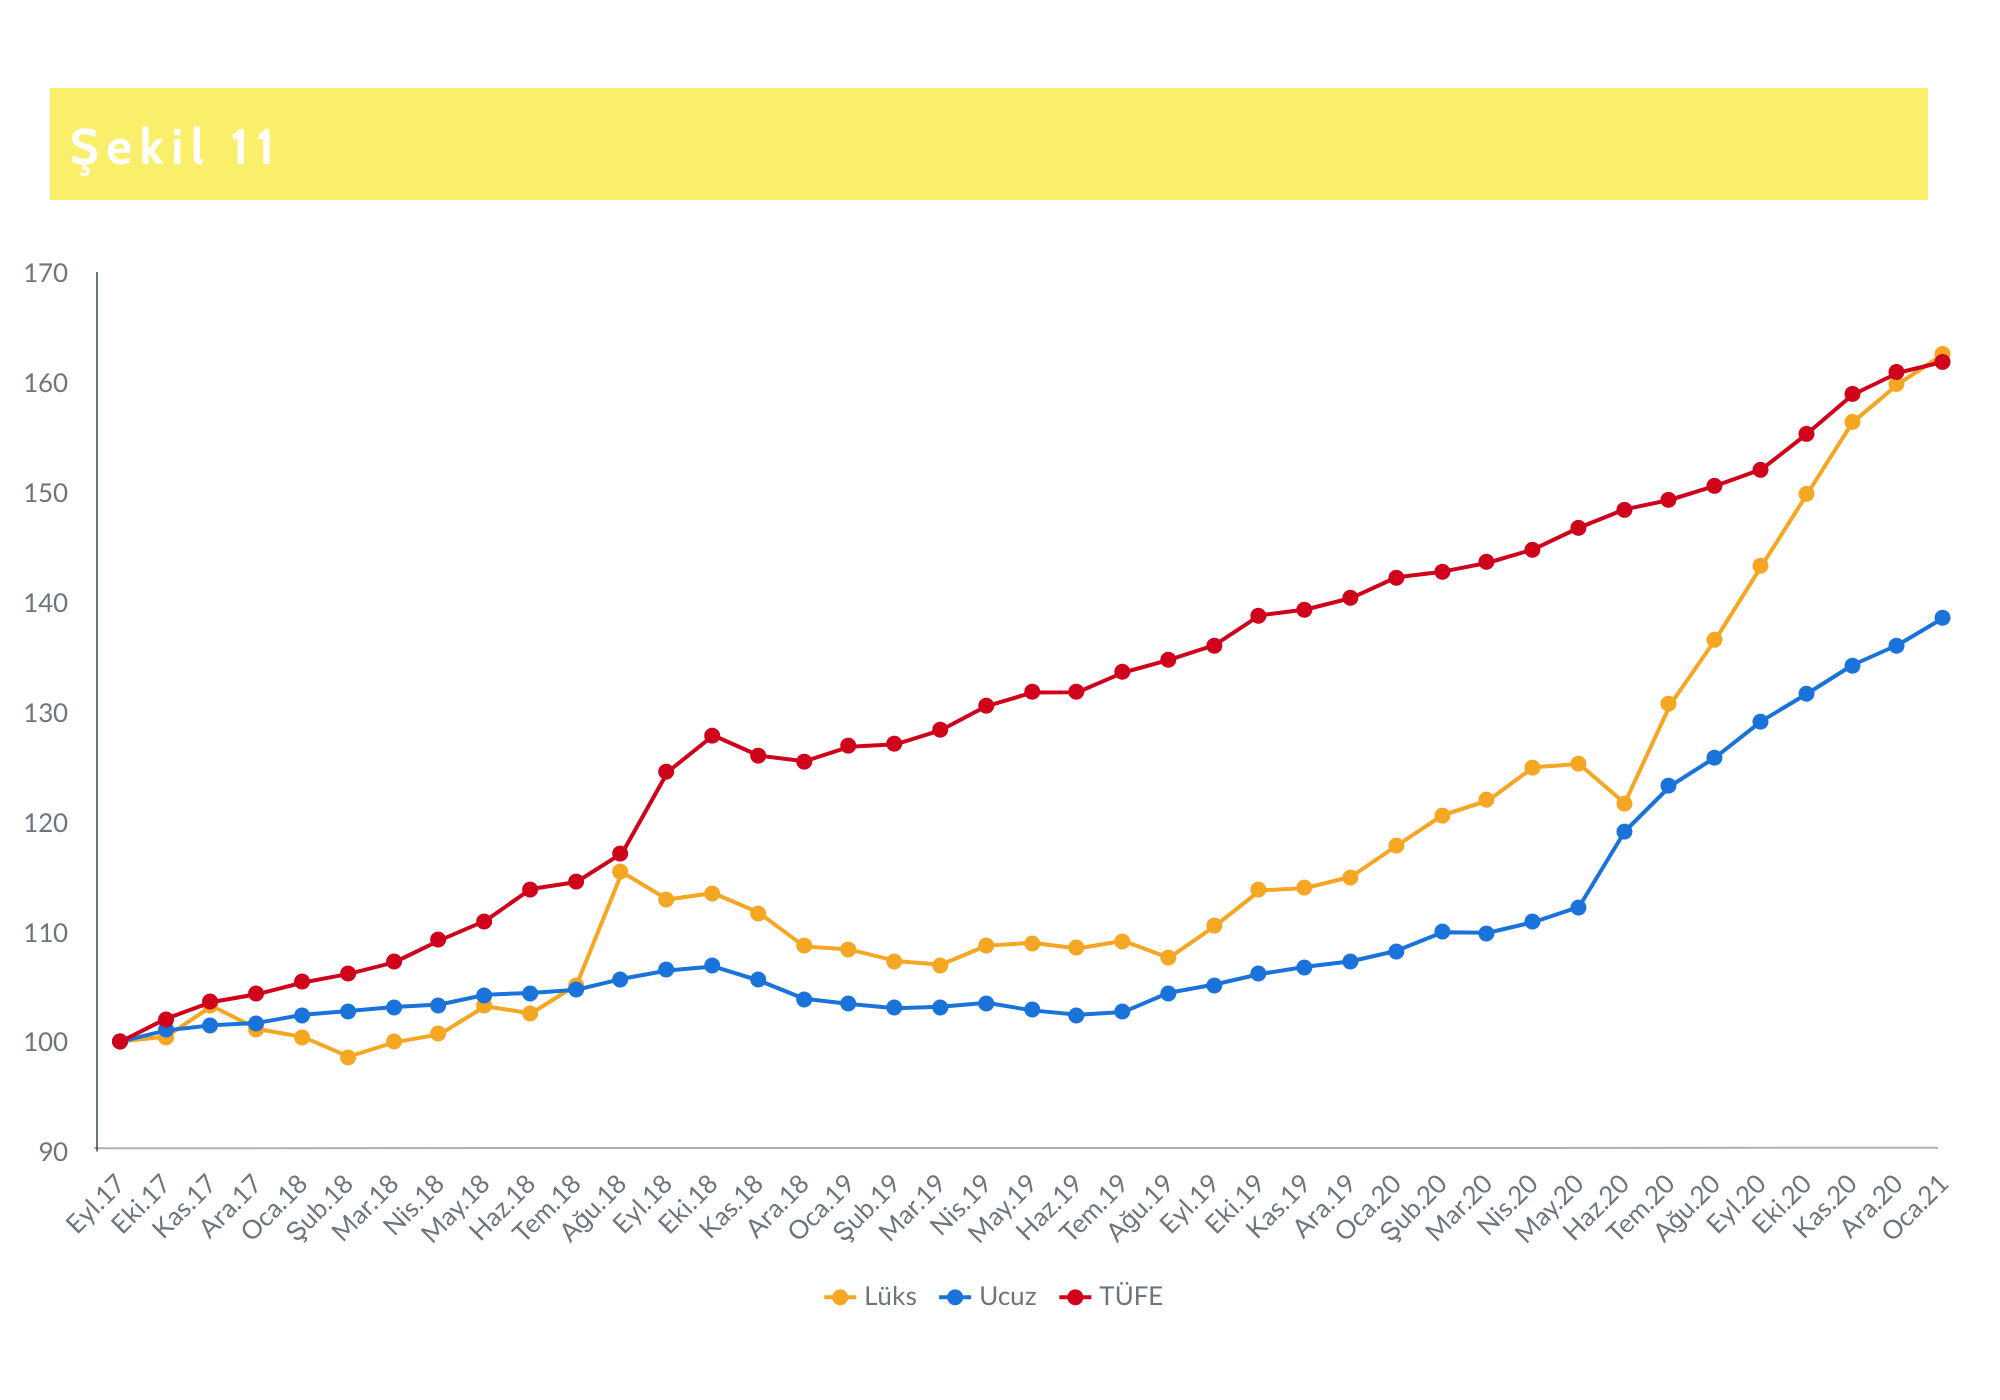 Şekil 11
170
160
150
140
130
120
110
100
90
Eyl.17
Eki.17
Kas.17
Ara.17
Oca.18
Şub.18
Mar.18
Nis.18
May.18
Haz.18
Tem.18
Ağu.18
Eyl.18
Eki.18
Kas.18
Ara.18
Oca.19
Şub.19
Mar.19
Nis.19
May.19
Haz.19
Tem.19
Ağu.19
Eyl.19
Eki.19
Kas.19
Ara.19
Oca.20
Şub.20
Mar.20
Nis.20
May.20
Haz.20
Tem.20
Ağu.20
Eyl.20
Eki.20
Kas.20
Ara.20
Oca.21
Lüks Ucuz TÜFE